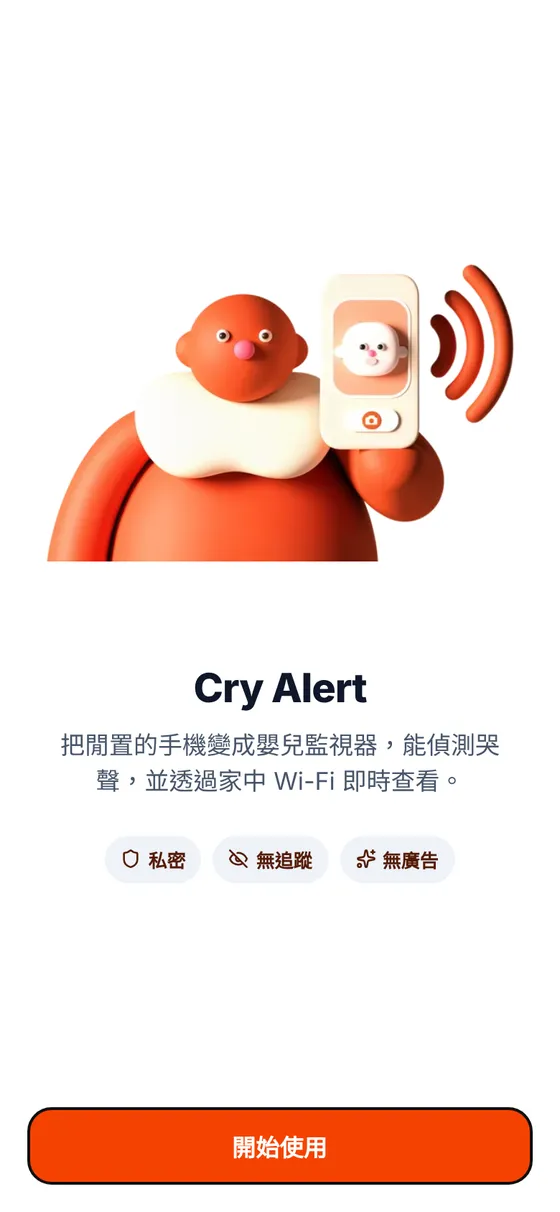 Cry Alert
把閒置的手機變成嬰兒監視器，能偵測哭
聲，並透過家中 Wi-Fi 即時查看。
私密
無追蹤
無廣告
開始使用